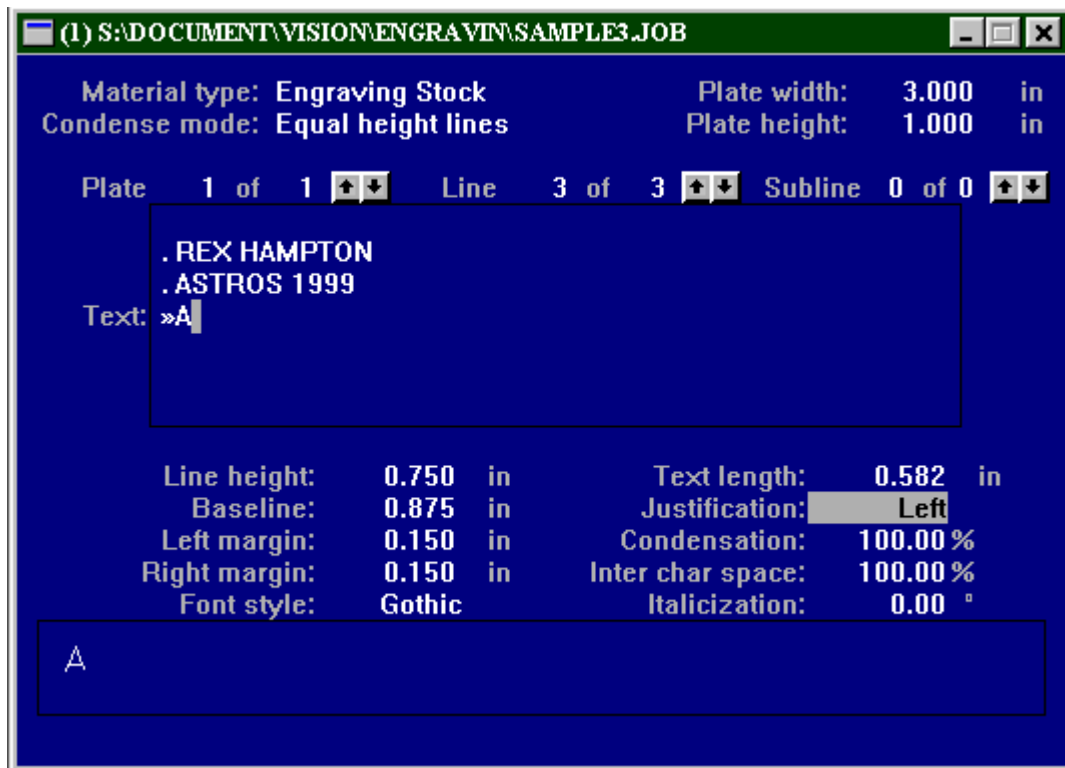 (1) S:\DOCUMENT\VISION\ENGRAVIN\SAMPLE3.JOB
Material type: Engraving Stock Plate width: 3.000 in
Condense mode: Equal height lines Plate height: 1.000 in
Plate 1 of 1 Line 3 of 3 Subline 0 of 0
. REX HAMPTON
. ASTROS 1999
Text: »A
Line height: 0.750 in Text length: 0.582 in
Baseline: 0.875 in Justification: Left
Left margin: 0.150 in Condensation: 100.00 %
Right margin: 0.150 in Inter char space: 100.00 %
Font style: Gothic Italicization: 0.00 °
A